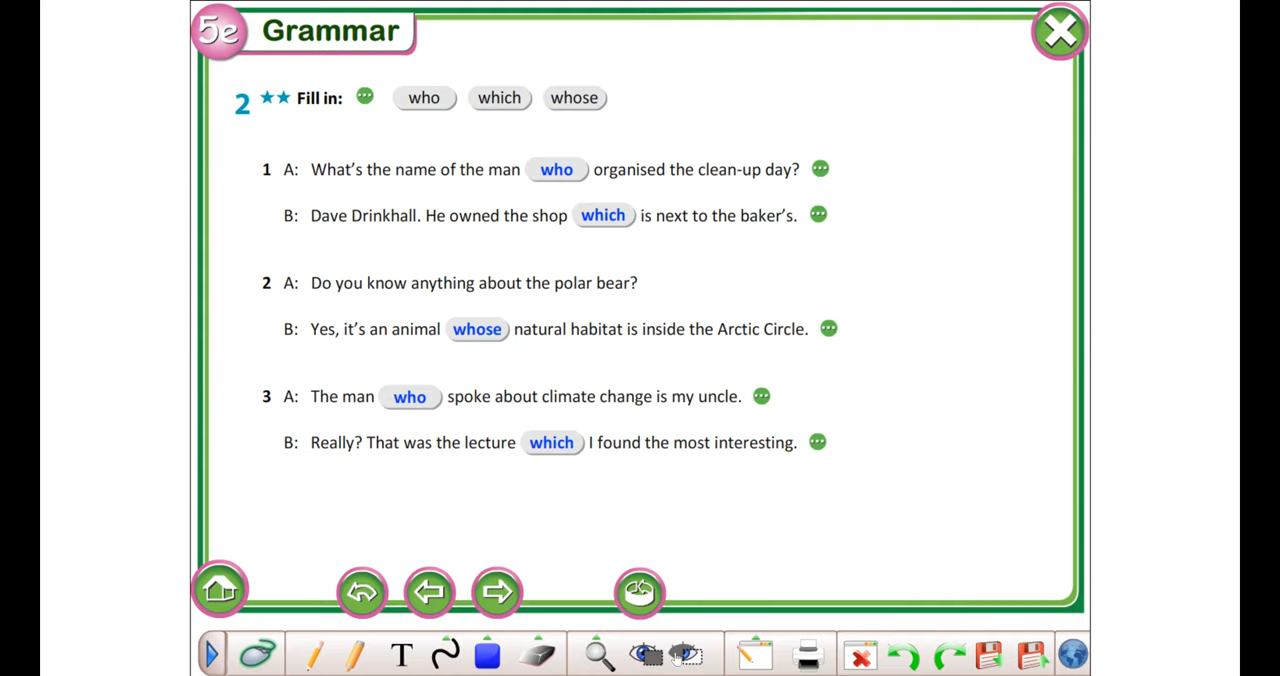 5e Grammar
2 ★★ Fill in: who which whose
1 A: What's the name of the man who organised the clean-up day?
B: Dave Drinkhall. He owned the shop which is next to the baker's.
2 A: Do you know anything about the polar bear?
B: Yes, it's an animal whose natural habitat is inside the Arctic Circle.
3 A: The man who spoke about climate change is my uncle.
B: Really? That was the lecture which I found the most interesting.
T